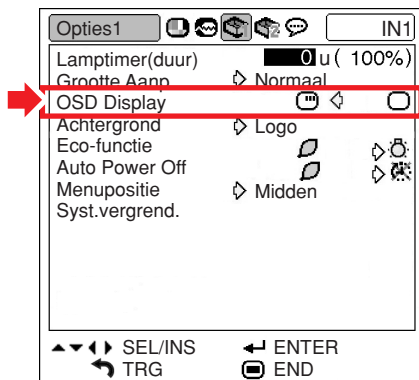 Opties1 IN1
Lamptimer(duur) 0 u ( 100%)
Grootte Aanp Normaal
OSD Display
Achtergrond Logo
Eco-functie
Auto Power Off
Menupositie Midden
Syst.vergrend.
SEL/INS ENTER
TRG END